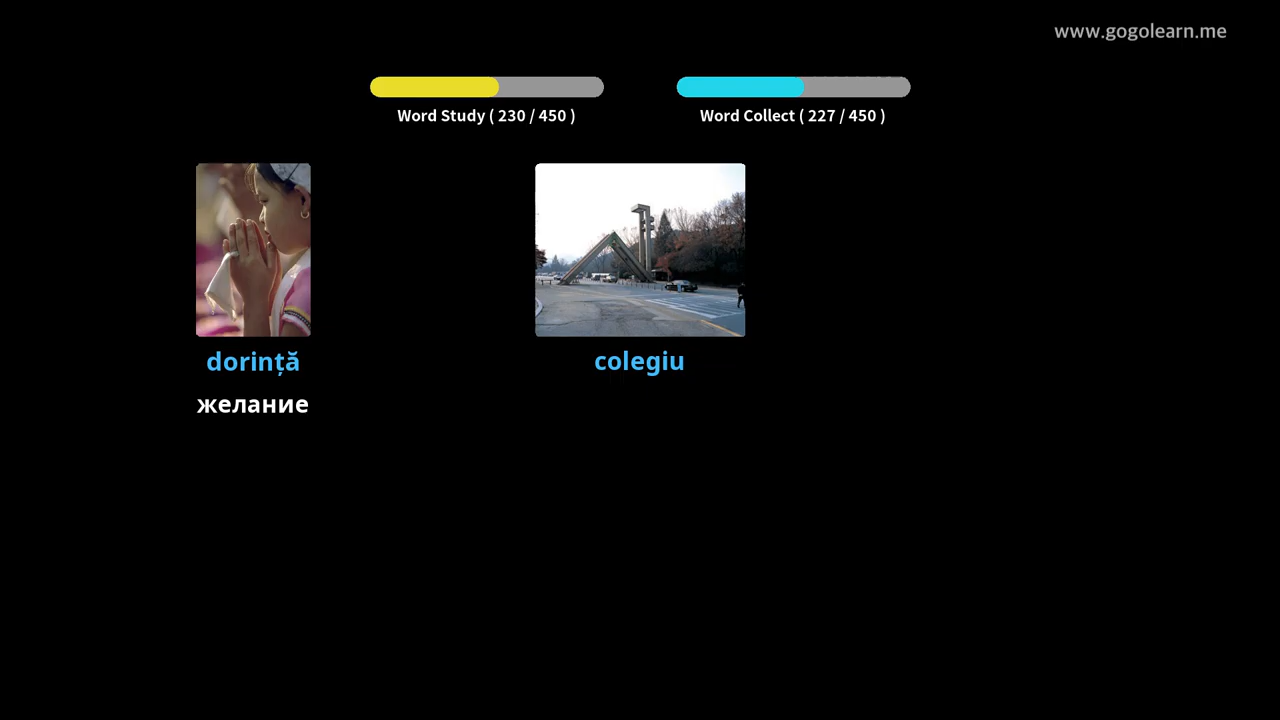 www.gogolearn.me
Word Study ( 230 / 450 )
Word Collect ( 227 / 450 )
dorință
colegiu
желание